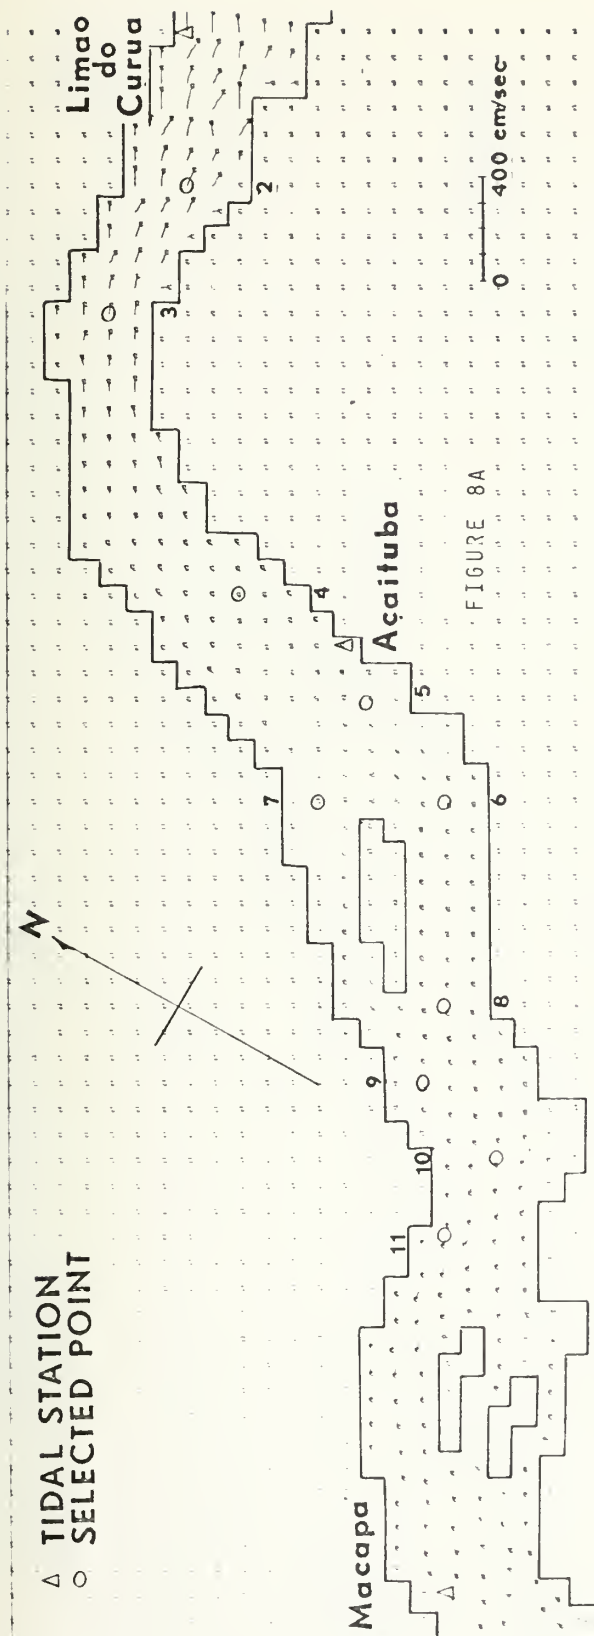 △ TIDAL STATION
○ SELECTED POINT
Limao
do
Curua
2
3
400 cm/sec
0
4
Açaituba
FIGURE 8A
5
7
6
N
8
9
10
11
Macapá